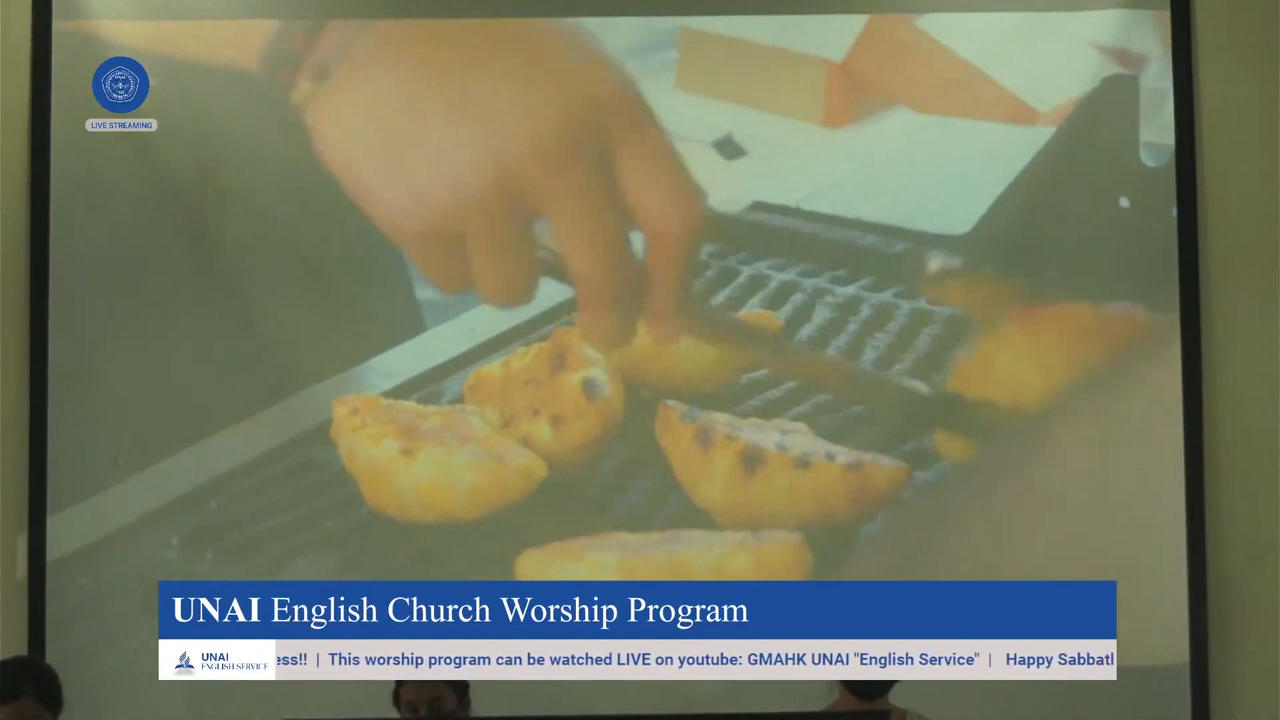 LIVE STREAMING
UNAI English Church Worship Program
UNAI
ENGLISH SERVICE
ess!! | This worship program can be watched LIVE on youtube: GMAHK UNAI "English Service" | Happy Sabbat